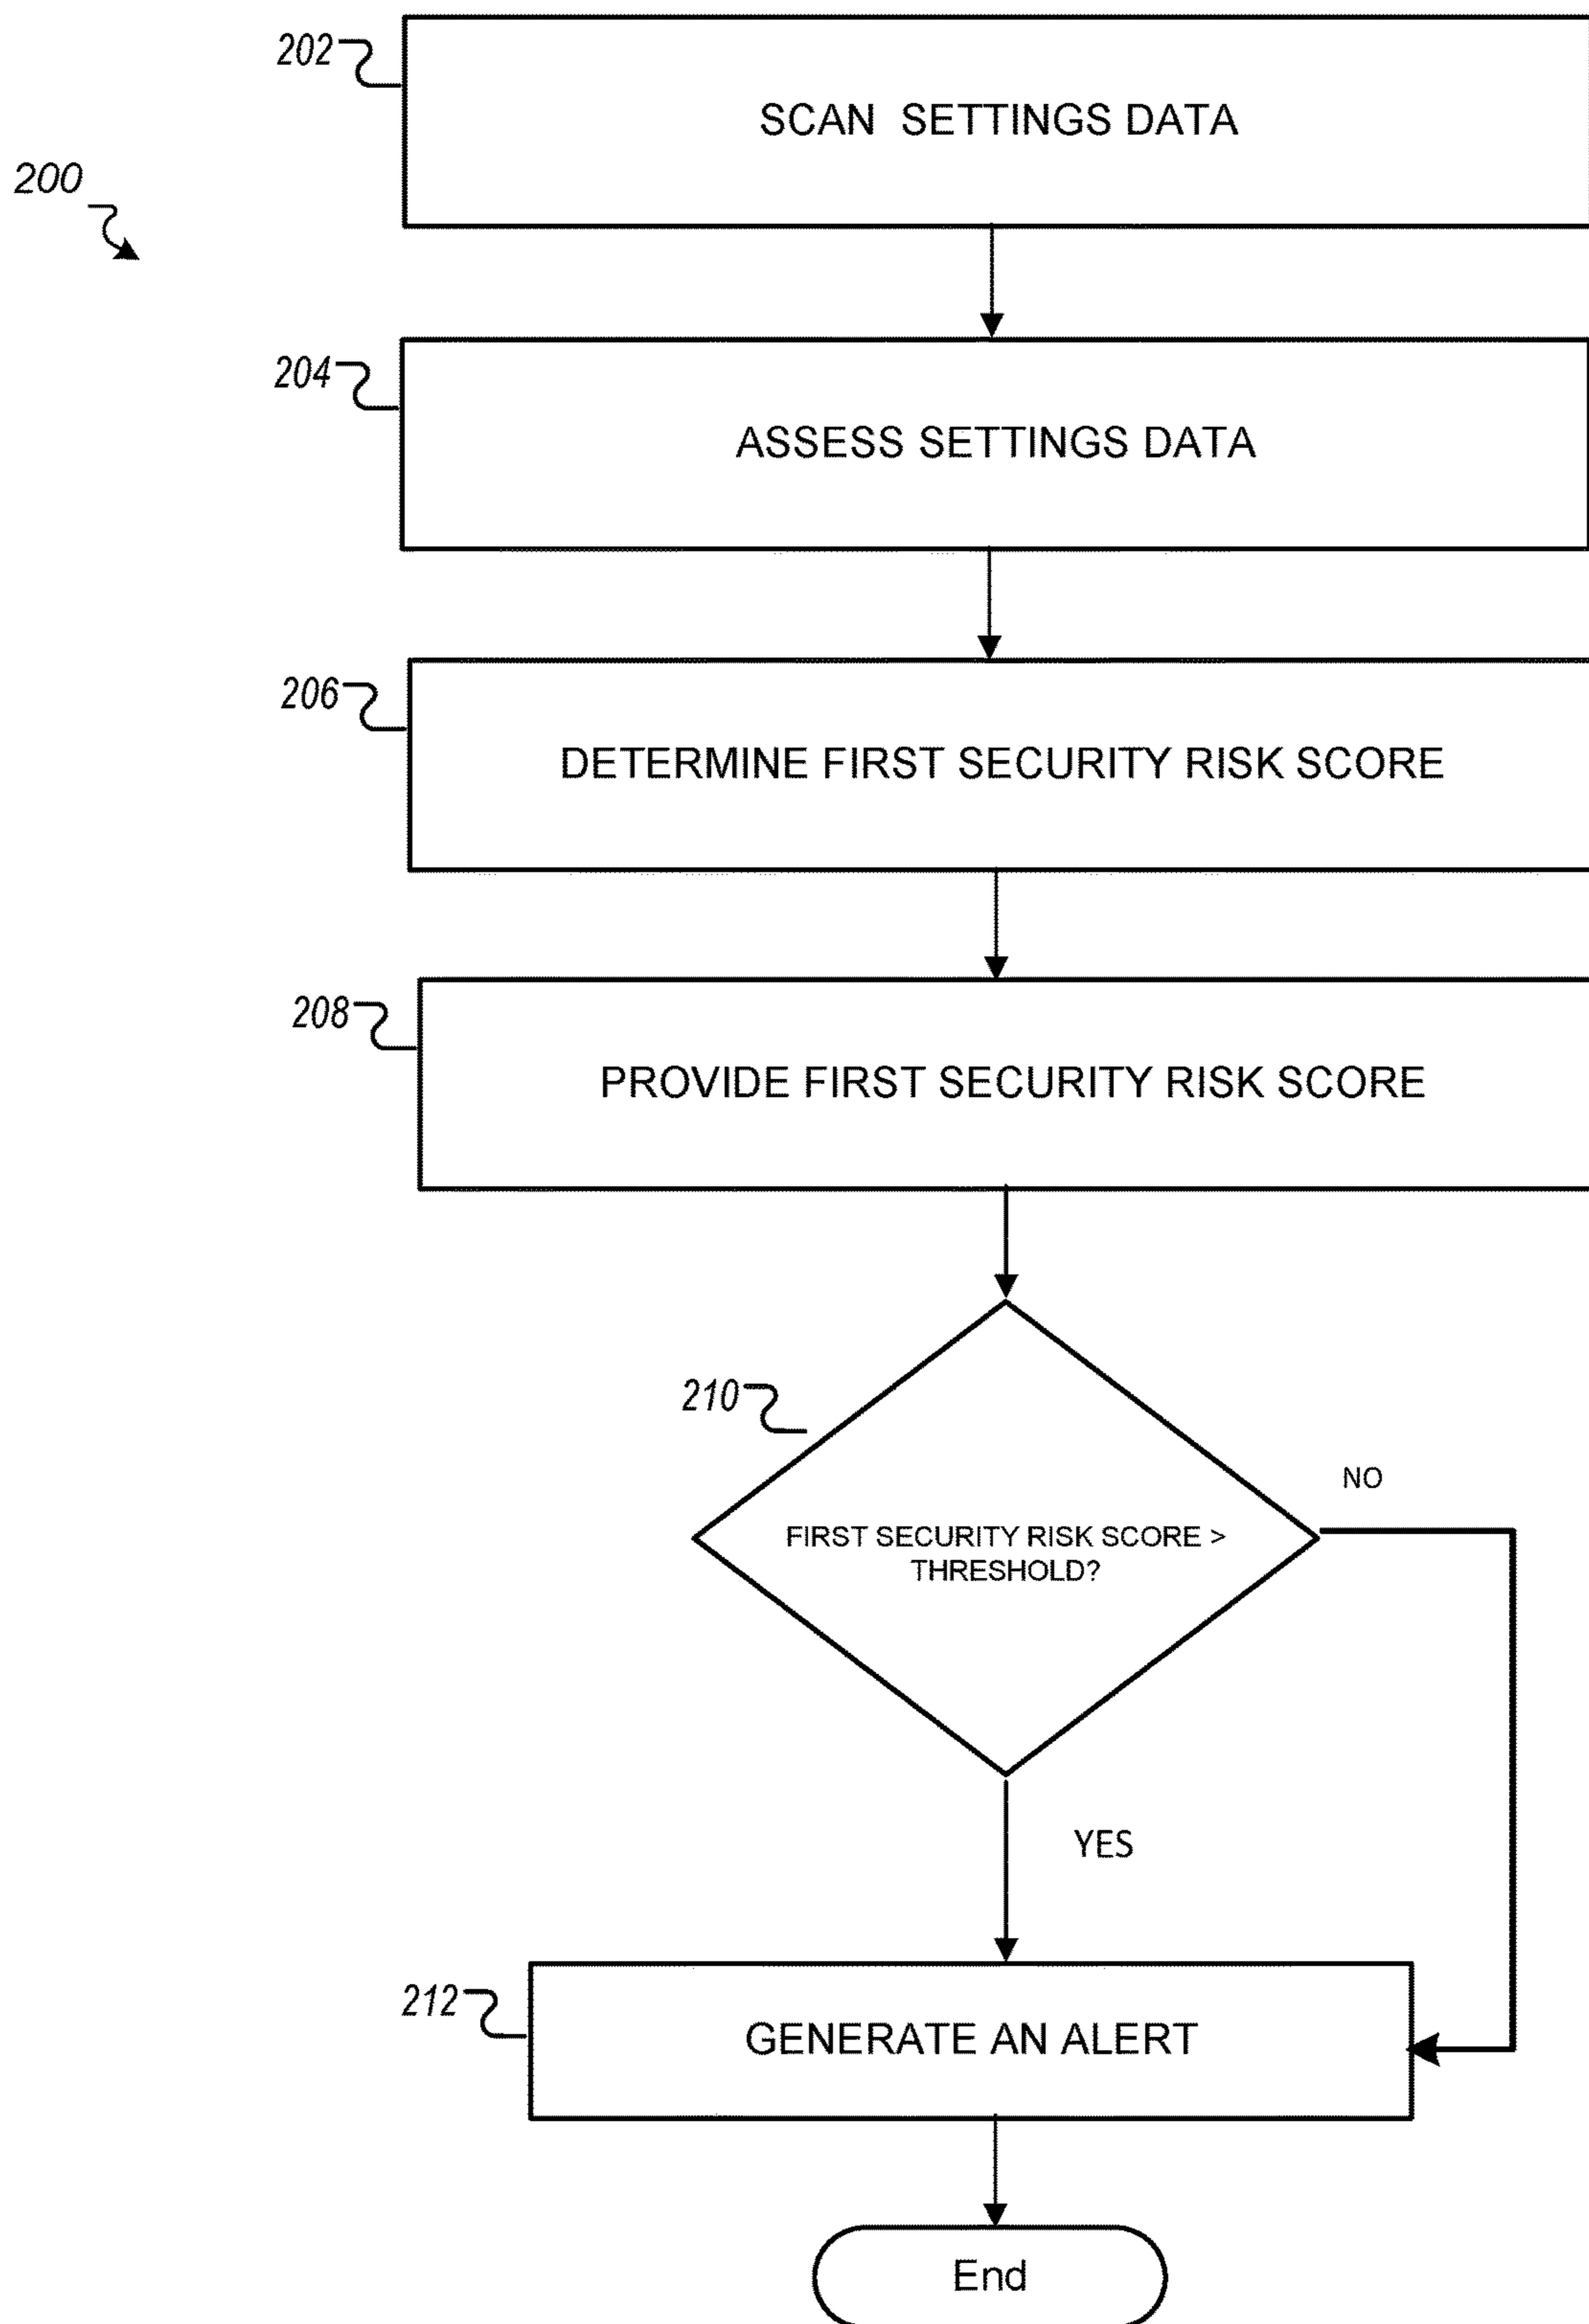 202
SCAN SETTINGS DATA
200
204
ASSESS SETTINGS DATA
206
DETERMINE FIRST SECURITY RISK SCORE
208
PROVIDE FIRST SECURITY RISK SCORE
210
NO
FIRST SECURITY RISK SCORE >
THRESHOLD?
YES
212
GENERATE AN ALERT
End